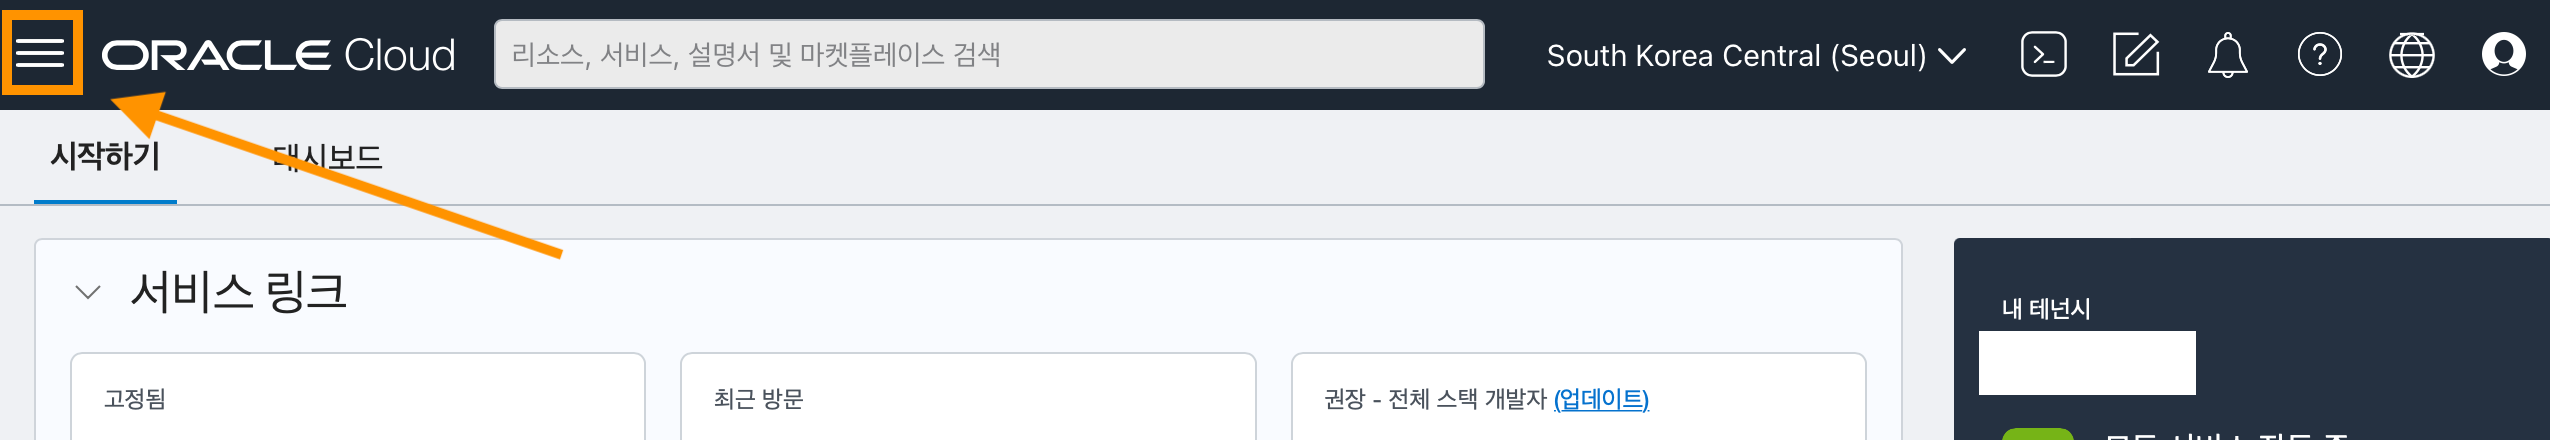 ORACLE Cloud
리소스, 서비스, 설명서 및 마켓플레이스 검색
South Korea Central (Seoul)
시작하기
대시보드
서비스 링크
내 테넌시
고정됨
최근 방문
권장 - 전체 스택 개발자 (업데이트)